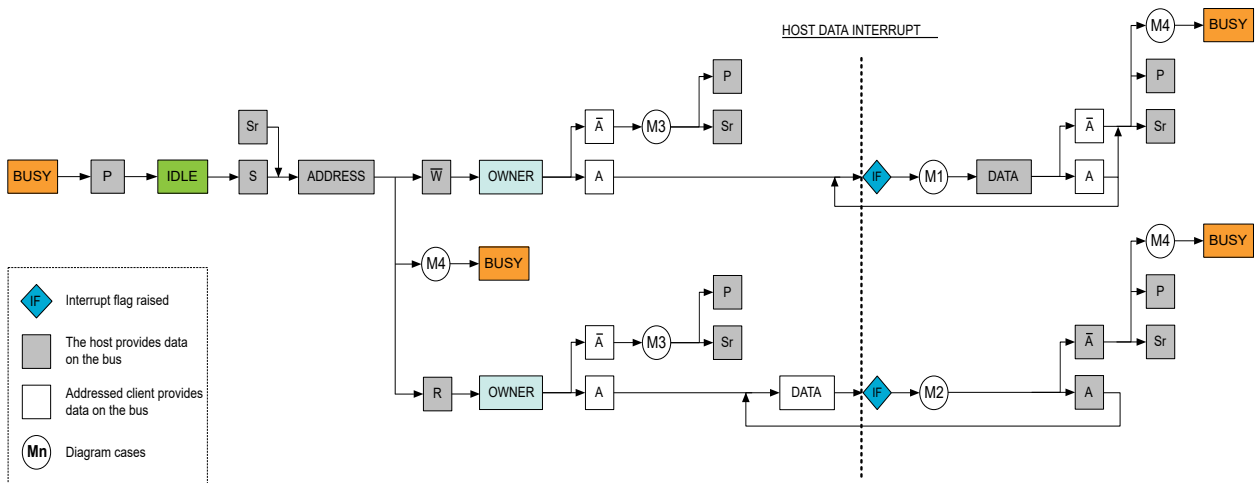 M4
BUSY
HOST DATA INTERRUPT
P
P
Sr
A̅
M3
Sr
A̅
Sr
BUSY
P
IDLE
S
ADDRESS
W̅
OWNER
A
IF
M1
DATA
A
M4
BUSY
M4
BUSY
P
P
IF
Interrupt flag raised
A̅
M3
Sr
A̅
Sr
The host provides data
on the bus
R
OWNER
A
DATA
IF
M2
A
Addressed client provides
data on the bus
Mn
Diagram cases